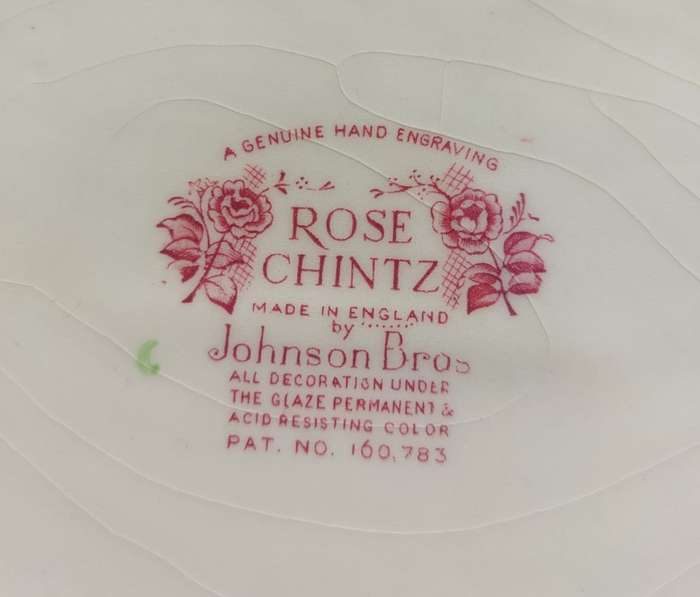 A GENUINE HAND ENGRAVING
ROSE
CHINTZ
MADE IN ENGLAND
by
Johnson Bros
ALL DECORATION UNDER
THE GLAZE PERMANENT &
ACID RESISTING COLOR
PAT. NO. 160,783